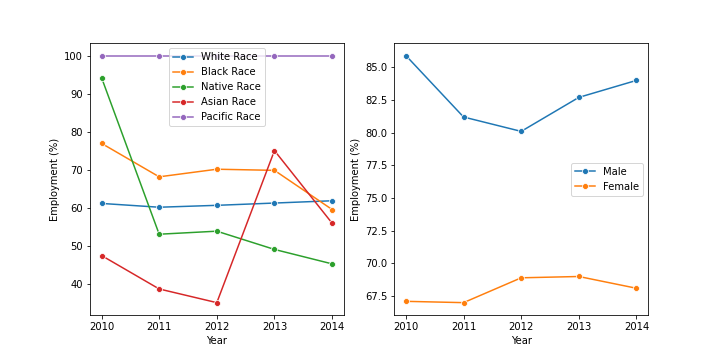 100
90
80
70
60
50
40
Employment (%)
2010 2011 2012 2013 2014
Year
White Race
Black Race
Native Race
Asian Race
Pacific Race
85.0
82.5
80.0
77.5
75.0
72.5
70.0
67.5
Employment (%)
2010 2011 2012 2013 2014
Year
Male
Female